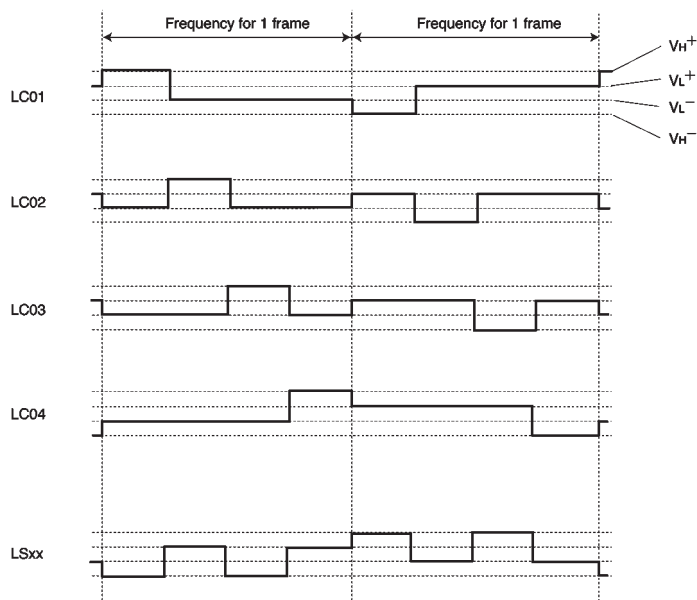 Frequency for 1 frame
Frequency for 1 frame
VH+
VL+
VL−
VH−
LC01
LC02
LC03
LC04
LSxx